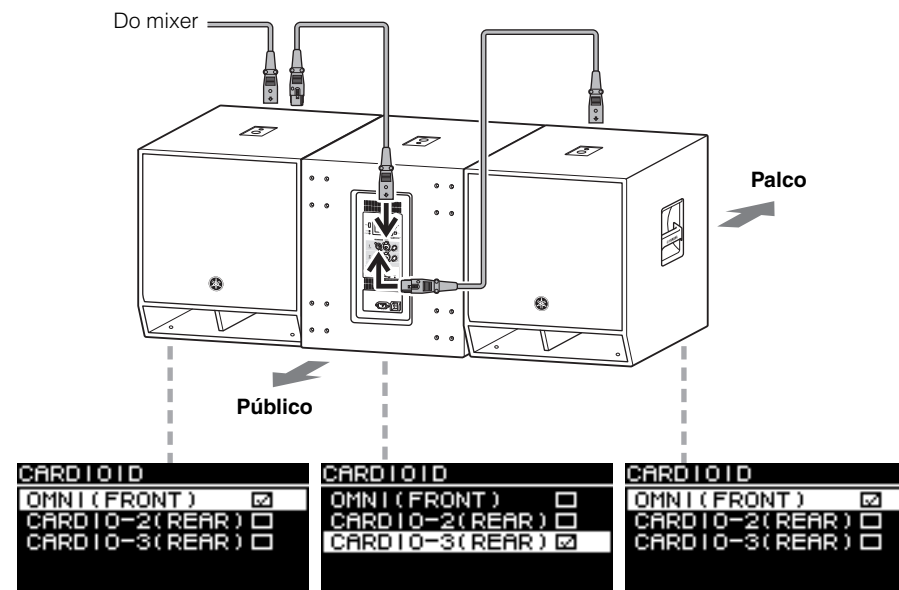 Do mixer
Palco
Público
CARDIOID
OMNI(FRONT)
CARDIO-2(REAR)
CARDIO-3(REAR)
CARDIOID
OMNI(FRONT)
CARDIO-2(REAR)
CARDIO-3(REAR)
CARDIOID
OMNI(FRONT)
CARDIO-2(REAR)
CARDIO-3(REAR)